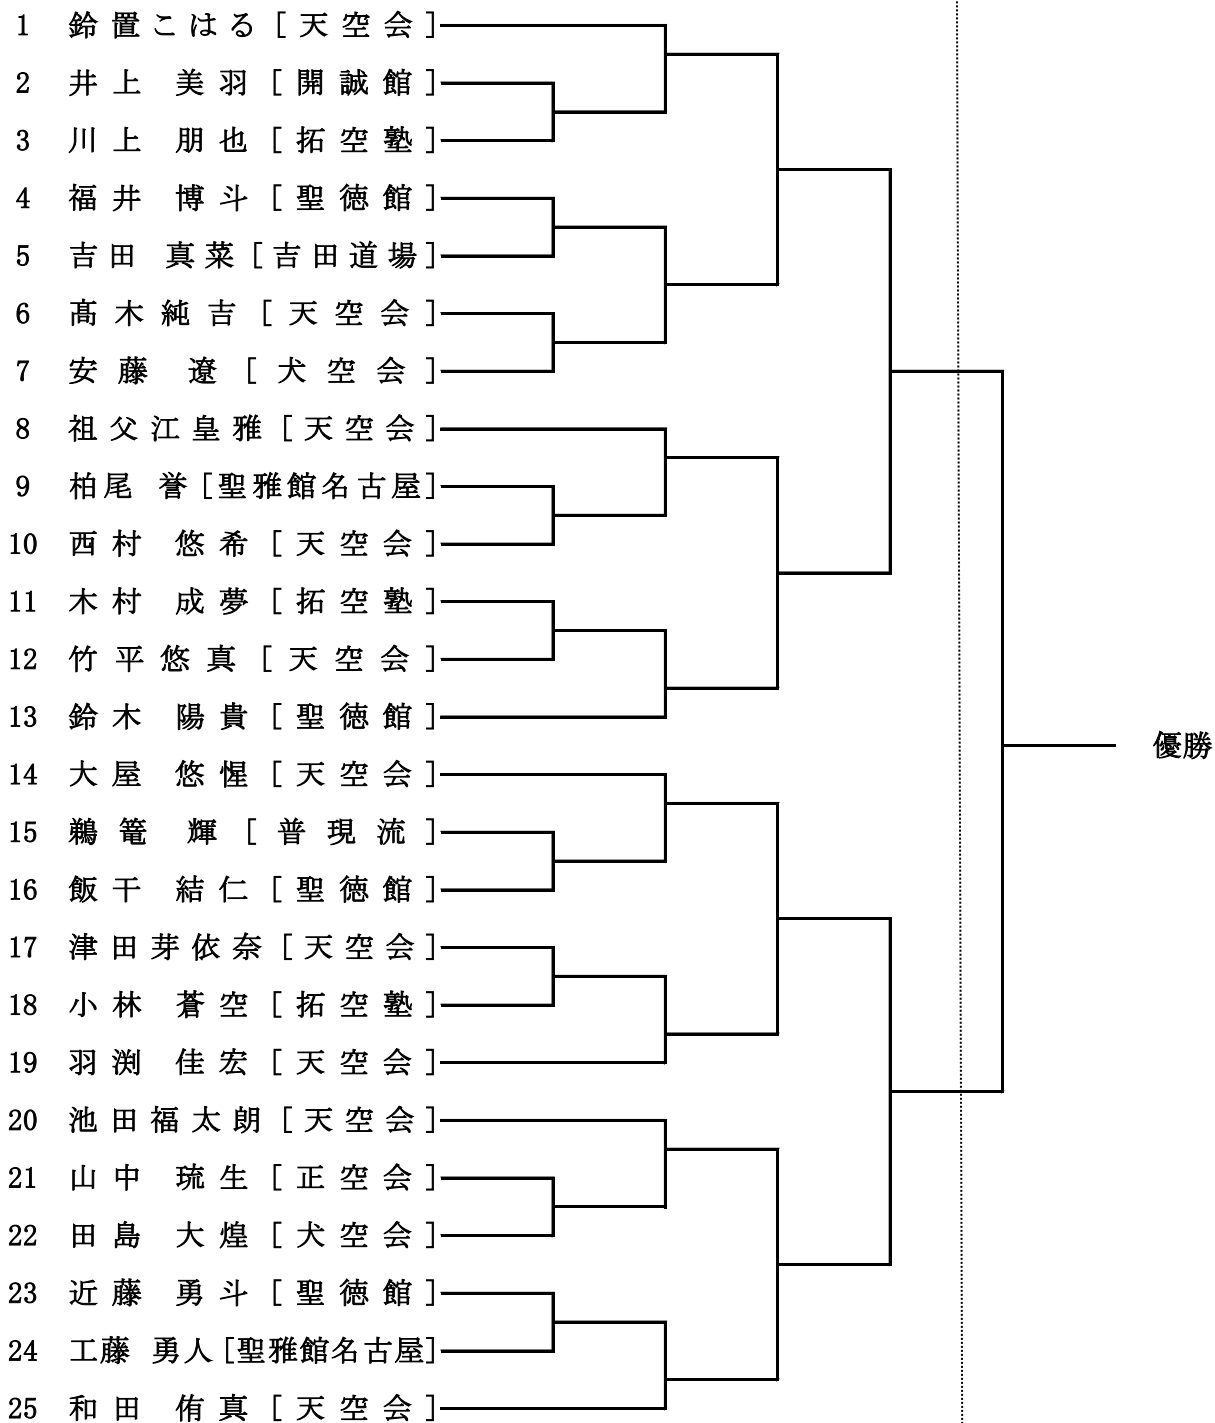 1 鈴置こはる [天空会]
2 井上 美羽 [開誠館]
3 川上 朋也 [拓空塾]
4 福井 博斗 [聖徳館]
5 吉田 真菜 [吉田道場]
6 髙木純吉 [天空会]
7 安藤 遼 [犬空会]
8 祖父江皇雅 [天空会]
9 柏尾 誉 [聖雅館名古屋]
10 西村 悠希 [天空会]
11 木村 成夢 [拓空塾]
12 竹平悠真 [天空会]
13 鈴木 陽貴 [聖徳館]
優勝
14 大屋 悠惺 [天空会]
15 鵜篭 輝 [普現流]
16 飯干 結仁 [聖徳館]
17 津田芽依奈 [天空会]
18 小林 蒼空 [拓空塾]
19 羽渕 佳宏 [天空会]
20 池田福太朗 [天空会]
21 山中 琉生 [正空会]
22 田島 大煌 [犬空会]
23 近藤 勇斗 [聖徳館]
24 工藤 勇人 [聖雅館名古屋]
25 和田 侑真 [天空会]